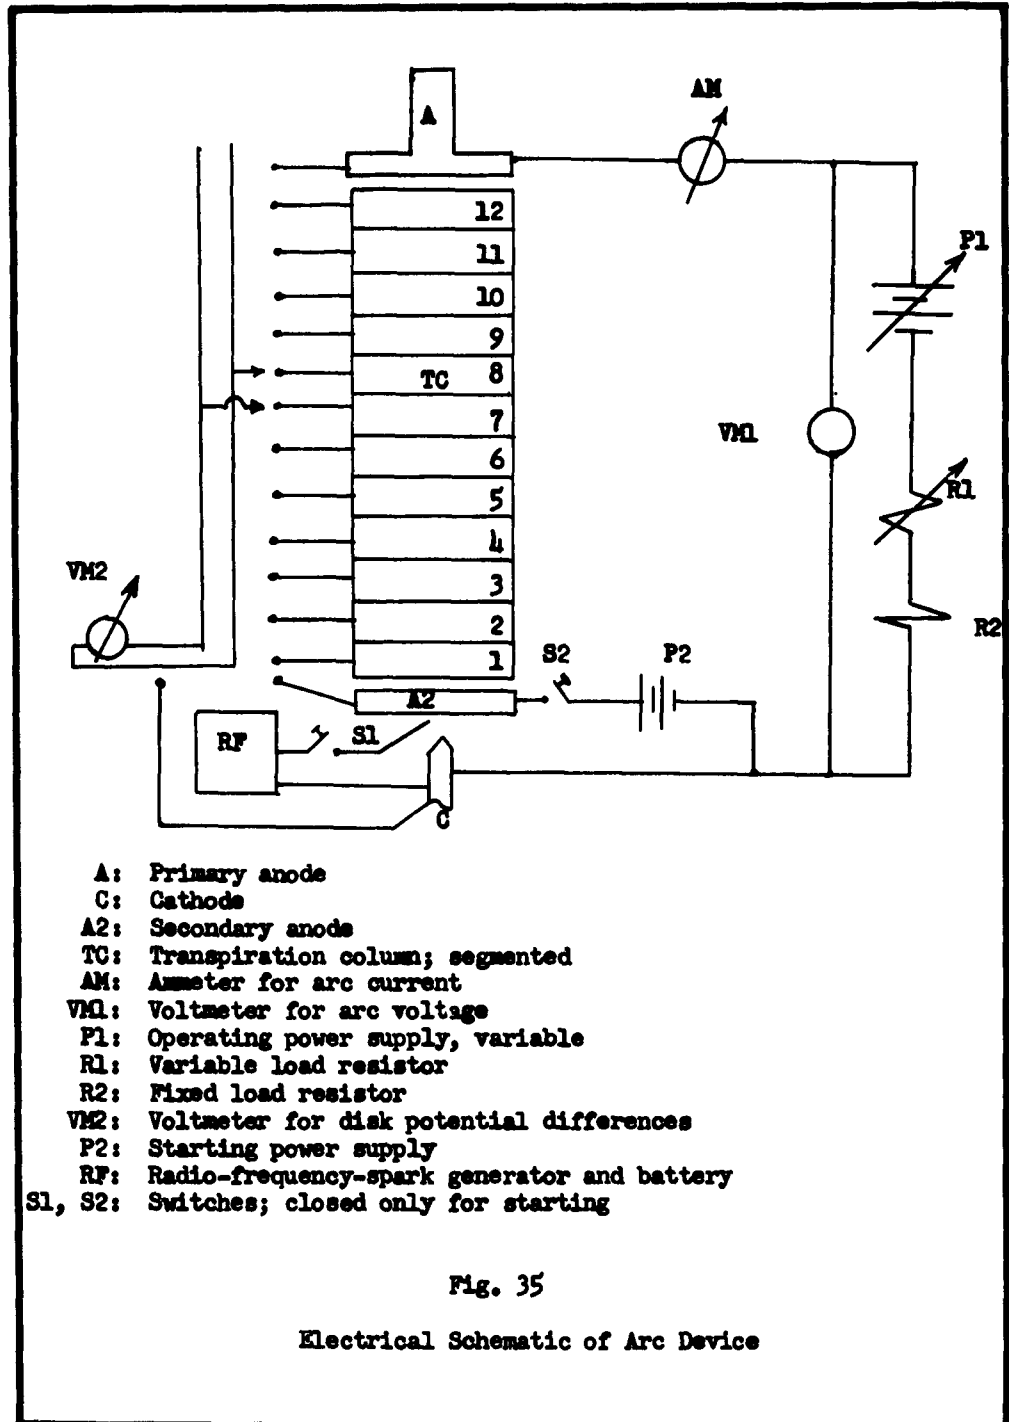 AM
A
12
11
10
9
TC 8
7
6
5
4
3
2
1
P1
VM1
R1
R2
VM2
S2
P2
A2
RF
S1
C
A: Primary anode
C: Cathode
A2: Secondary anode
TC: Transpiration column; segmented
AM: Ammeter for arc current
VM1: Voltmeter for arc voltage
P1: Operating power supply, variable
R1: Variable load resistor
R2: Fixed load resistor
VM2: Voltmeter for disk potential differences
P2: Starting power supply
RF: Radio-frequency-spark generator and battery
S1, S2: Switches; closed only for starting
Fig. 35
Electrical Schematic of Arc Device